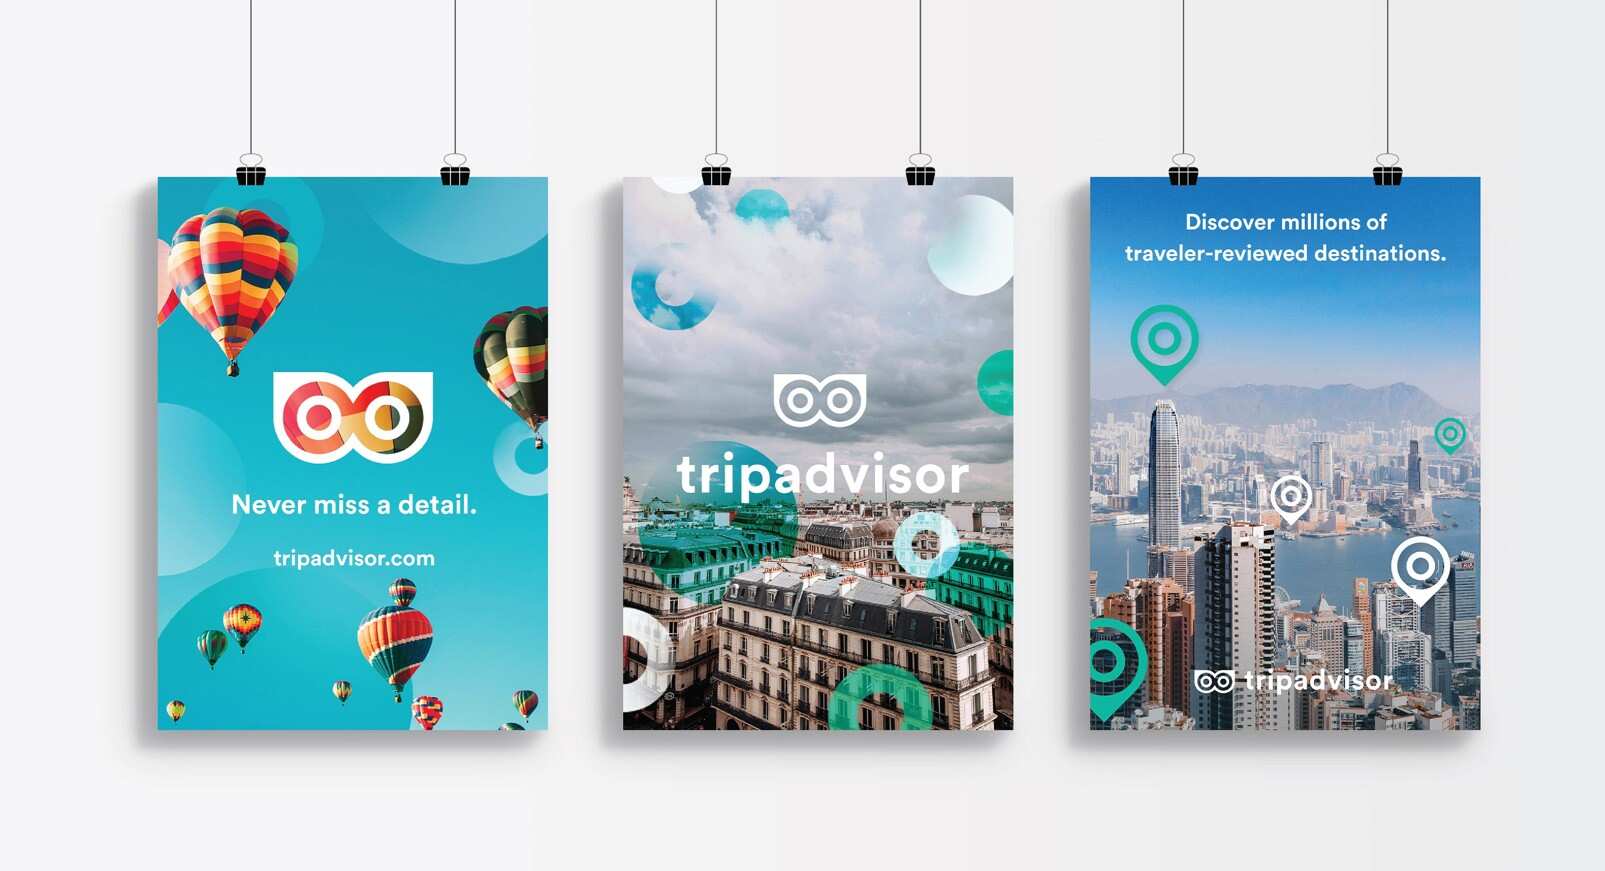 Never miss a detail.
tripadvisor.com
tripadvisor
Discover millions of
traveler-reviewed destinations.
tripadvisor